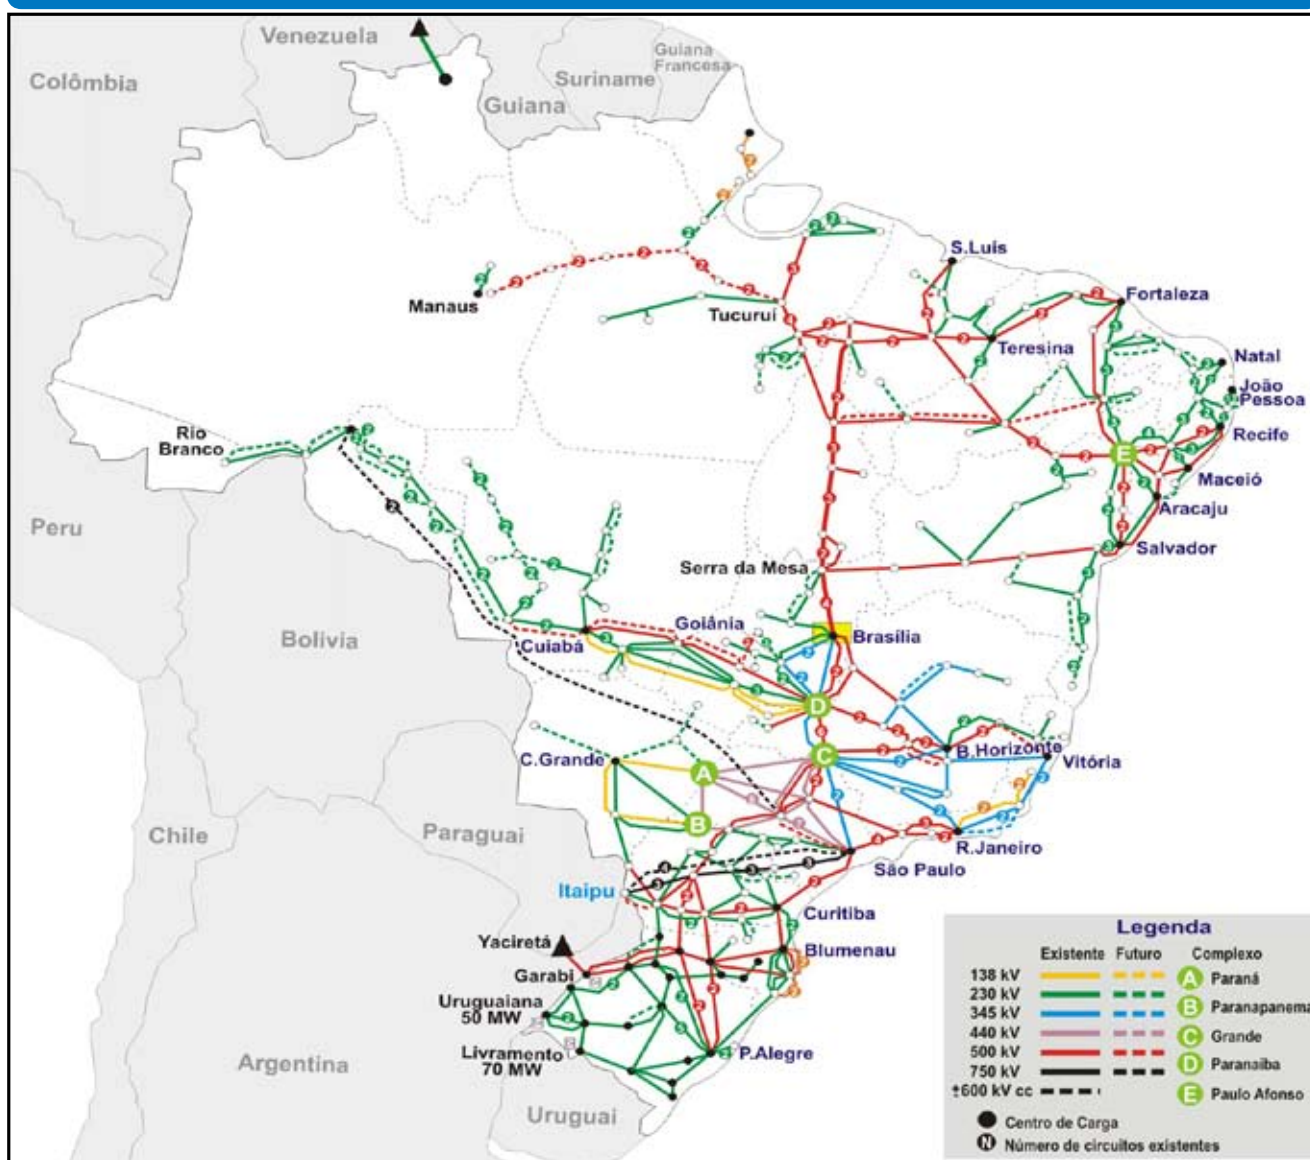 Venezuela
Guiana
Francesa
Colômbia
Suriname
Guiana
S.Luis
Manaus
Tucuruí
Fortaleza
Teresina
Natal
João
Pessoa
Rio
Branco
Recife
Maceió
Peru
Aracaju
Salvador
Serra da Mesa
Bolívia
Goiânia
Cuiabá
Brasília
D
C.Grande
A
C
B.Horizonte
Vitória
B
E
Chile
Paraguai
R.Janeiro
São Paulo
Itaipu
Curitiba
Yaciretá
Blumenau
Garabi
Uruguaiana
50 MW
Livramento
70 MW
P.Alegre
Argentina
Uruguai
Legenda
Existente Futuro Complexo
138 kV A Paraná
230 kV
345 kV B Paranapanema
440 kV C Grande
500 kV D Paranaiba
750 kV
±600 kV cc E Paulo Afonso
Centro de Carga
N Número de circuitos existentes